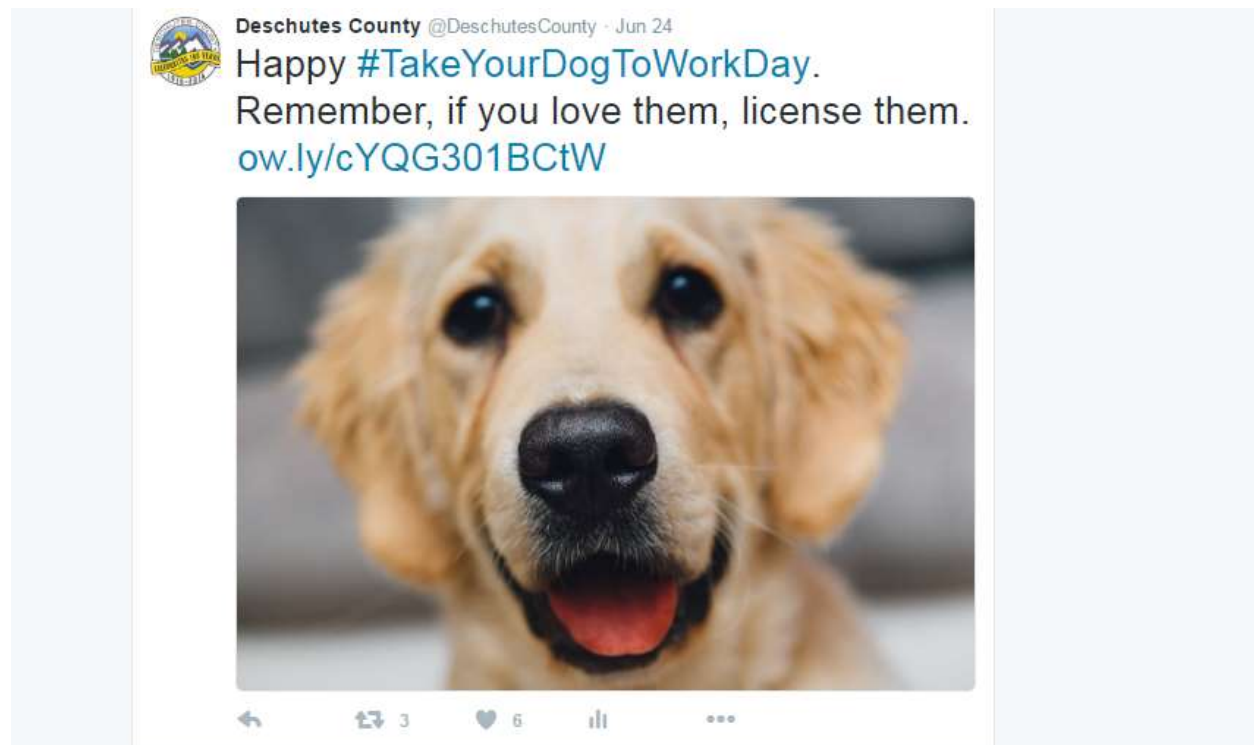 Deschutes County @DeschutesCounty · Jun 24
Happy #TakeYourDogToWorkDay.
Remember, if you love them, license them.
ow.ly/cYQG301BCtW
3 6